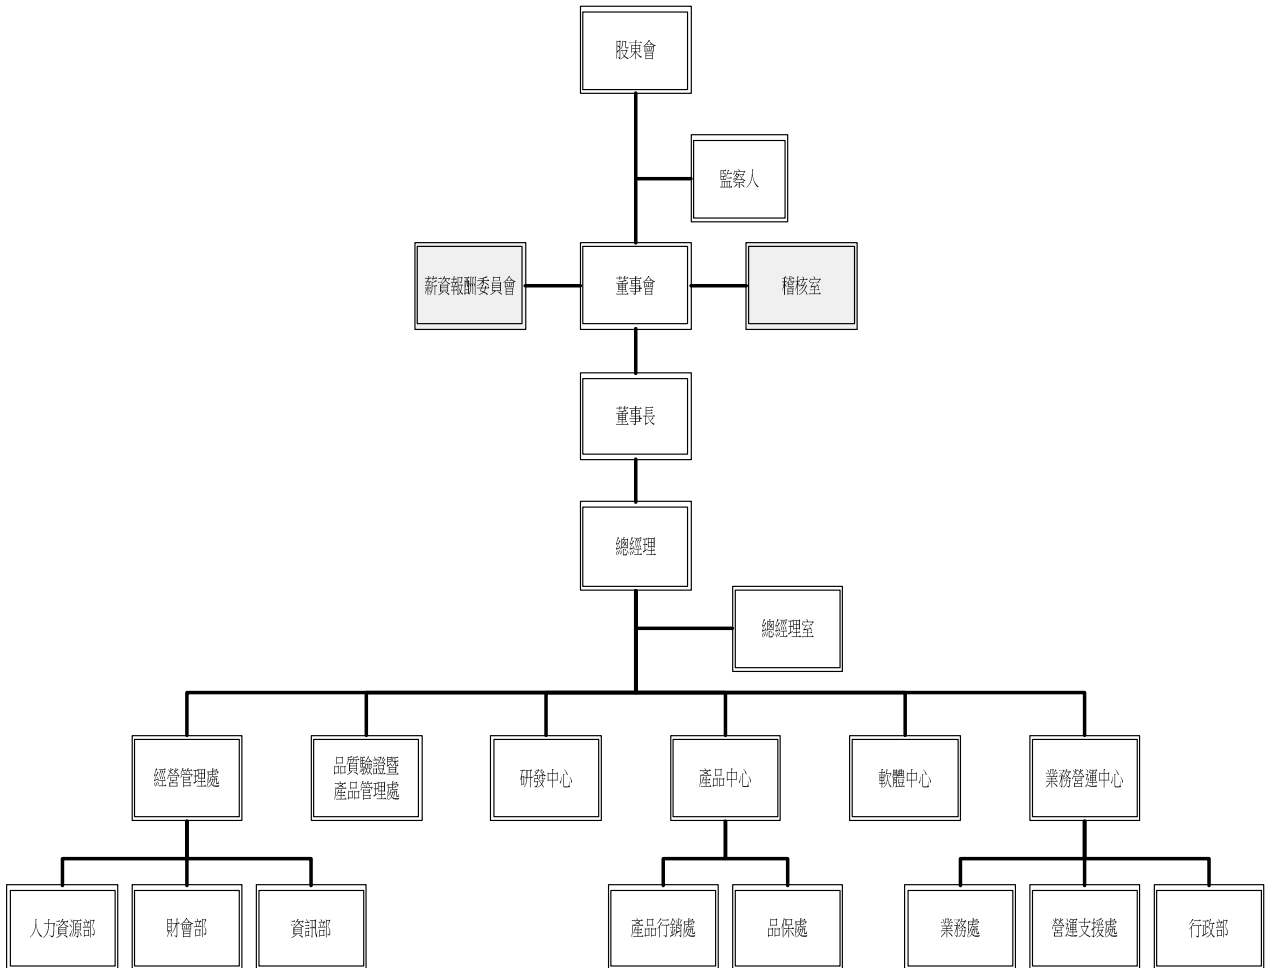 股東會
監察人
薪資報酬委員會
董事會
稽核室
董事長
總經理
總經理室
經營管理處
品質驗證暨
產品管理處
研發中心
產品中心
軟體中心
業務營運中心
人力資源部
財會部
資訊部
產品行銷處
品保處
業務處
營運支援處
行政部